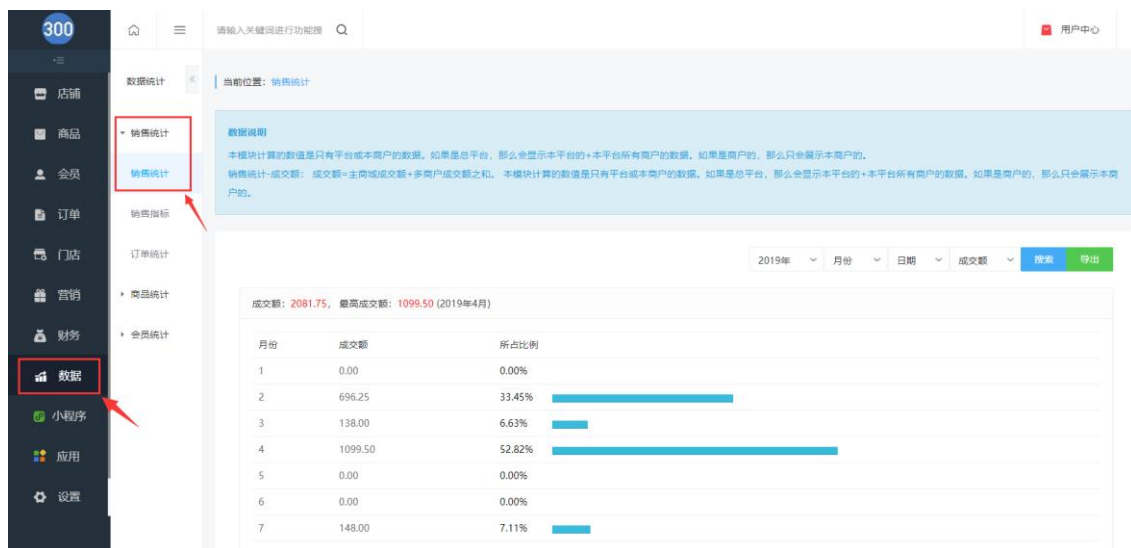 300
请输入关键词进行功能搜
用户中心
店铺
商品
会员
订单
门店
营销
财务
数据
小程序
应用
设置
数据统计
销售统计
销售统计
销售指标
订单统计
商品统计
会员统计
当前位置：销售统计
数据说明
本模块计算的数值是只有平台或本商户的数据。如果是总平台，那么会显示本平台的+本平台所有商户的数据。如果是商户的，那么只会展示本商户的。
销售统计-成交额： 成交额=主商城成交额+多商户成交额之和。 本模块计算的数值是只有平台或本商户的数据。如果是总平台，那么会显示本平台的+本平台所有商户的数据。如果是商户的，那么只会展示本商
户的。
2019年 月份 日期 成交额 搜索 导出
成交额：2081.75， 最高成交额：1099.50 (2019年4月)
月份 成交额 所占比例
1 0.00 0.00%
2 696.25 33.45%
3 138.00 6.63%
4 1099.50 52.82%
5 0.00 0.00%
6 0.00 0.00%
7 148.00 7.11%